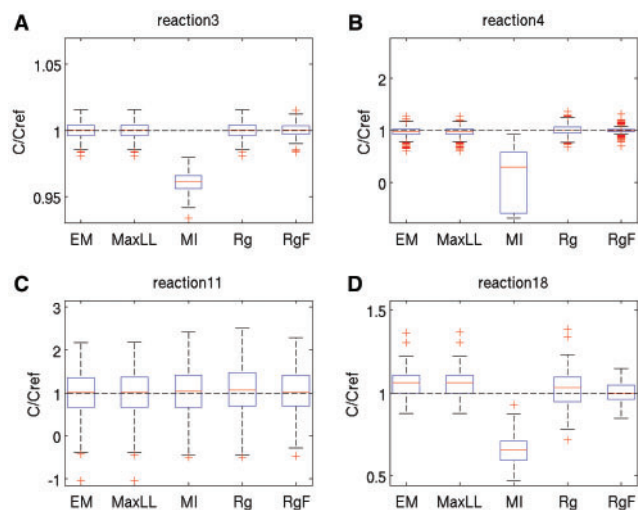 A reaction3
C/Cref
1.05
1
0.95
EM MaxLL MI Rg RgF
B reaction4
C/Cref
2
1
0
EM MaxLL MI Rg RgF
C reaction11
C/Cref
3
2
1
0
-1
EM MaxLL MI Rg RgF
D reaction18
C/Cref
1.5
1
0.5
EM MaxLL MI Rg RgF